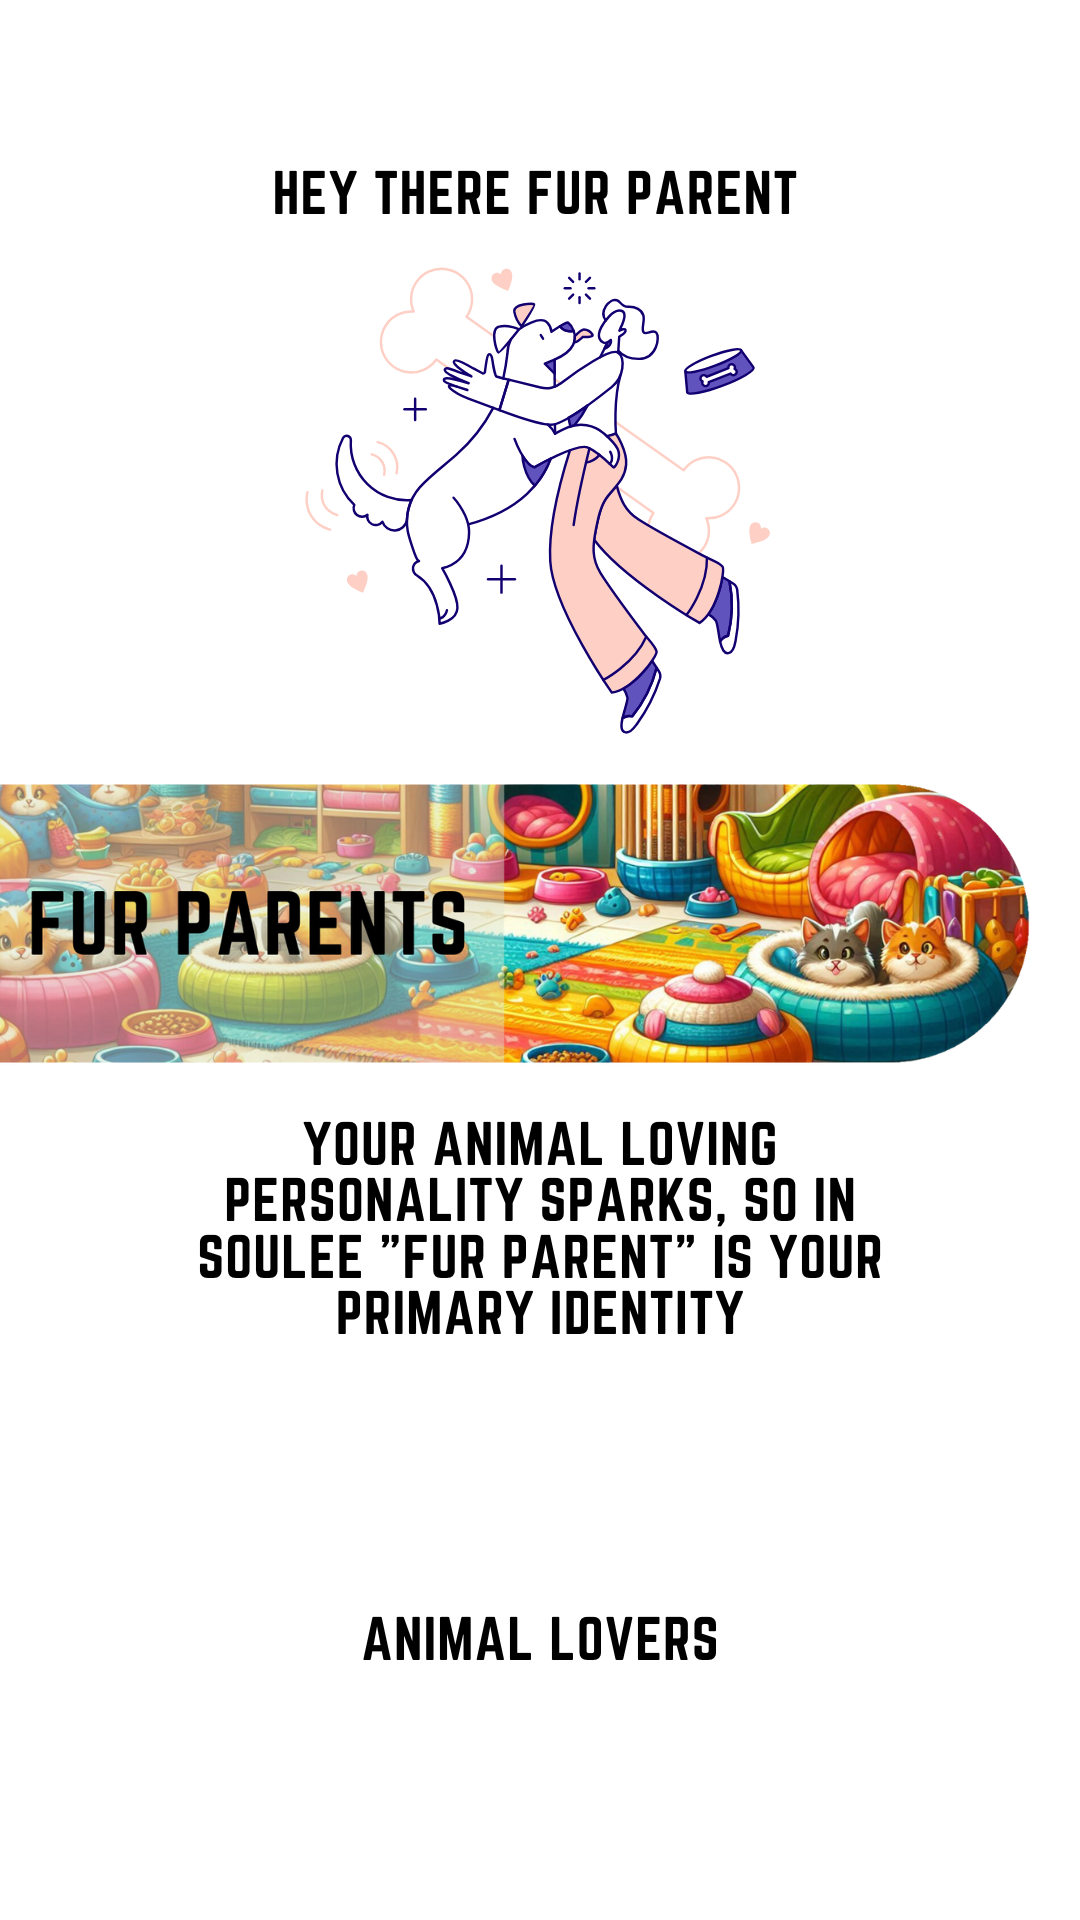 HEY THERE FUR PARENT
FUR PARENTS
YOUR ANIMAL LOVING
PERSONALITY SPARKS, SO IN
SOULEE ”FUR PARENT” IS YOUR
PRIMARY IDENTITY
ANIMAL LOVERS